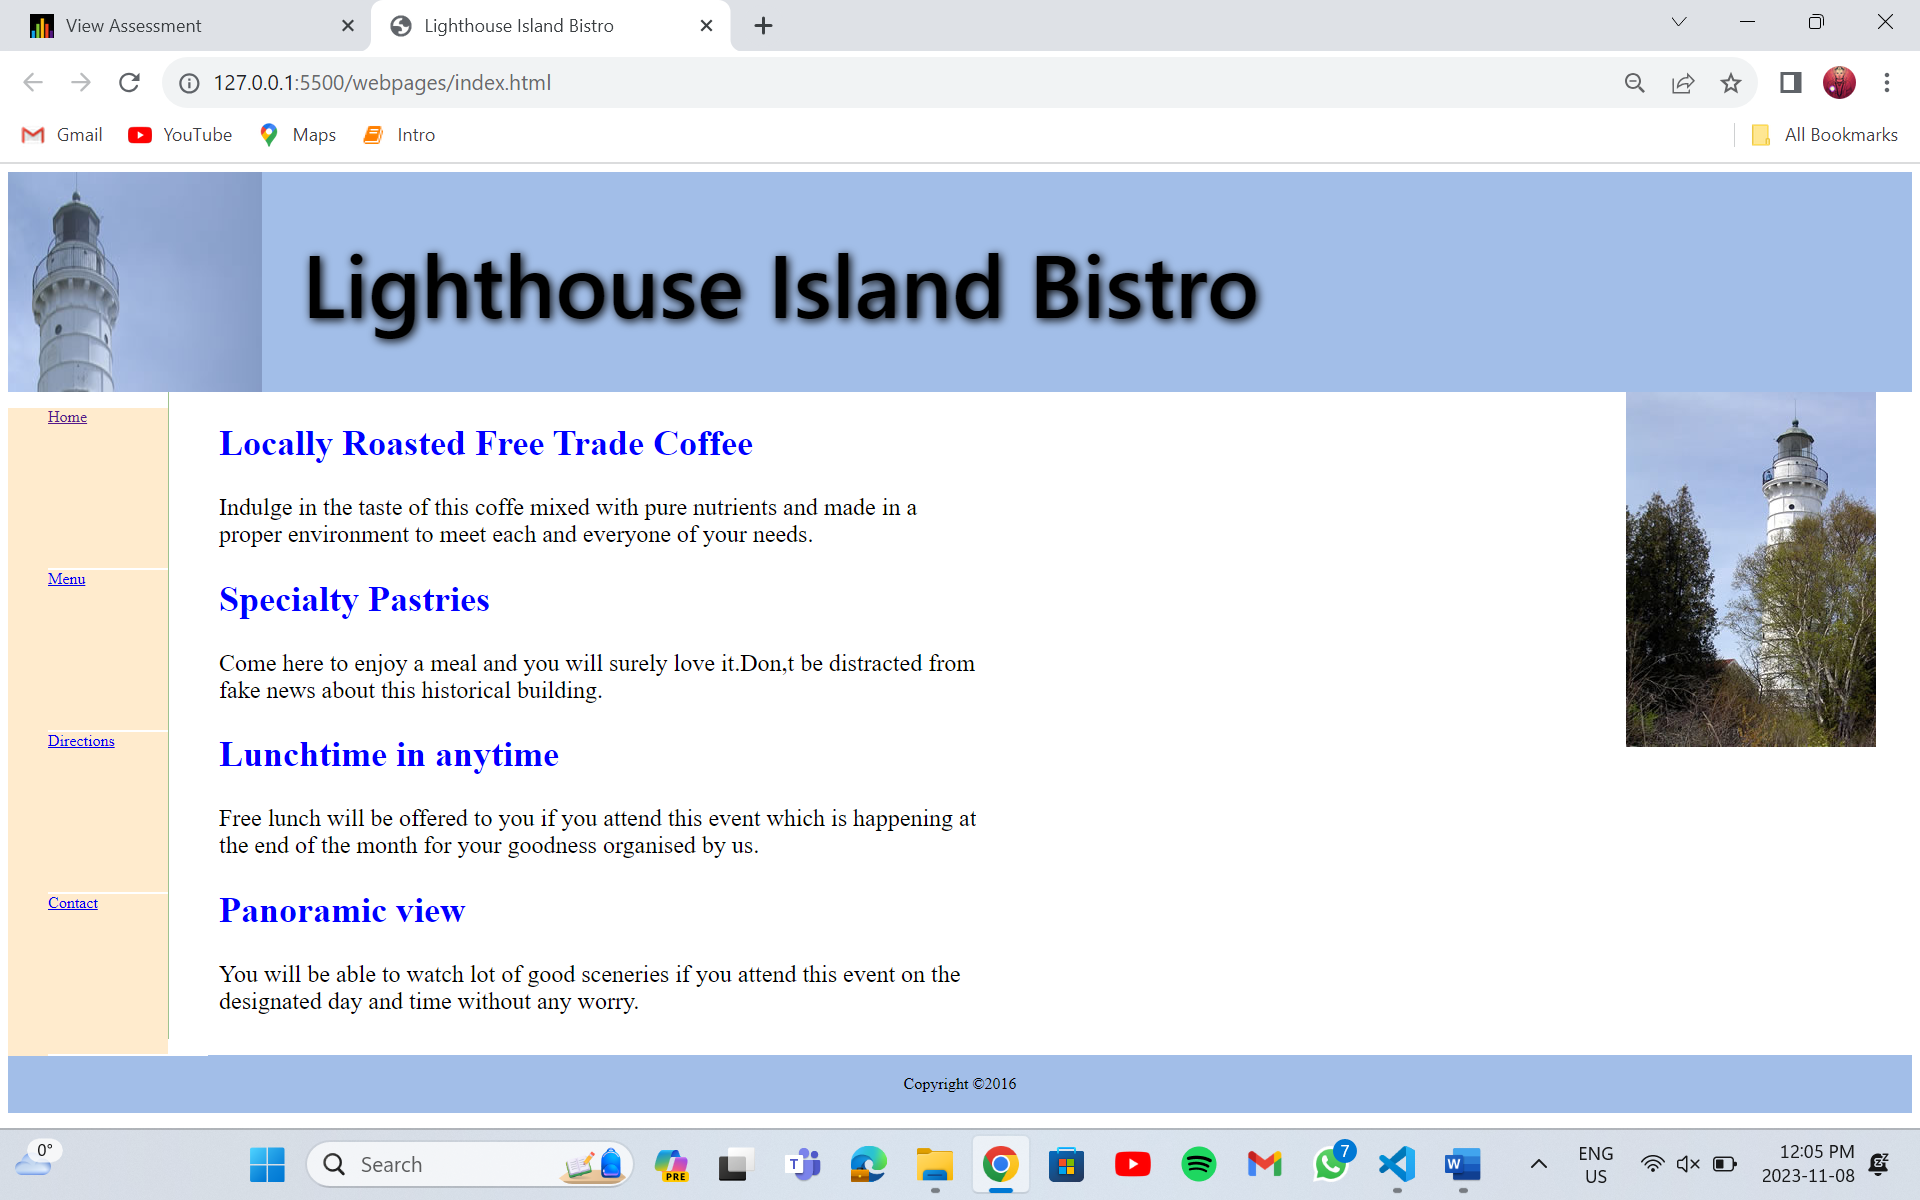 View Assessment
Lighthouse Island Bistro
127.0.0.1:5500/webpages/index.html
Gmail
YouTube
Maps
Intro
All Bookmarks
Lighthouse Island Bistro
Home
Menu
Directions
Contact
Locally Roasted Free Trade Coffee
Indulge in the taste of this coffe mixed with pure nutrients and made in a
proper environment to meet each and everyone of your needs.
Specialty Pastries
Come here to enjoy a meal and you will surely love it.Don,t be distracted from
fake news about this historical building.
Lunchtime in anytime
Free lunch will be offered to you if you attend this event which is happening at
the end of the month for your goodness organised by us.
Panoramic view
You will be able to watch lot of good sceneries if you attend this event on the
designated day and time without any worry.
Copyright ©2016
0°
Search
PRE
T
7
W
ENG
US
12:05 PM
2023-11-08